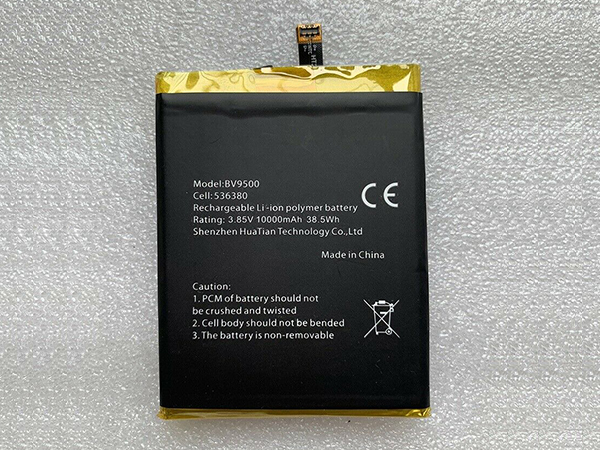 Model:BV9500
Cell:536380
Rechargeable Li-ion polymer battery
Rating: 3.85V 10000mAh 38.5Wh
Shenzhen HuaTian Technology Co.,Ltd
CE
Made in China
Caution:
1. PCM of battery should not
be crushed and twisted
2. Cell body should not be bended
3. The battery is non-removable